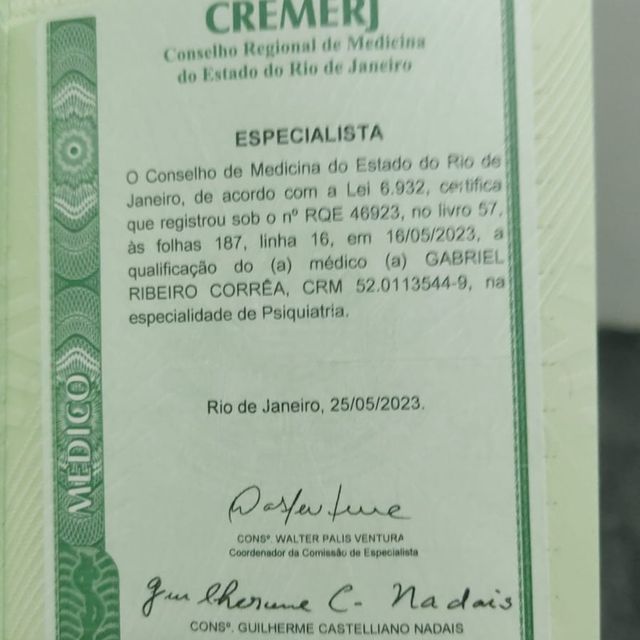 CREMERJ
Conselho Regional de Medicina
do Estado do Rio de Janeiro
ESPECIALISTA
O Conselho de Medicina do Estado do Rio de
Janeiro, de acordo com a Lei 6.932, certifica
que registrou sob o nº RQE 46923, no livro 57,
às folhas 187, linha 16, em 16/05/2023, a
qualificação do (a) médico (a) GABRIEL
RIBEIRO CORRÊA, CRM 52.0113544-9, na
especialidade de Psiquiatria.
MÉDICO
Rio de Janeiro, 25/05/2023.
CONSº. WALTER PALIS VENTURA
Coordenador da Comissão de Especialista
Guilherme C. Nadais
CONSº. GUILHERME CASTELLIANO NADAIS